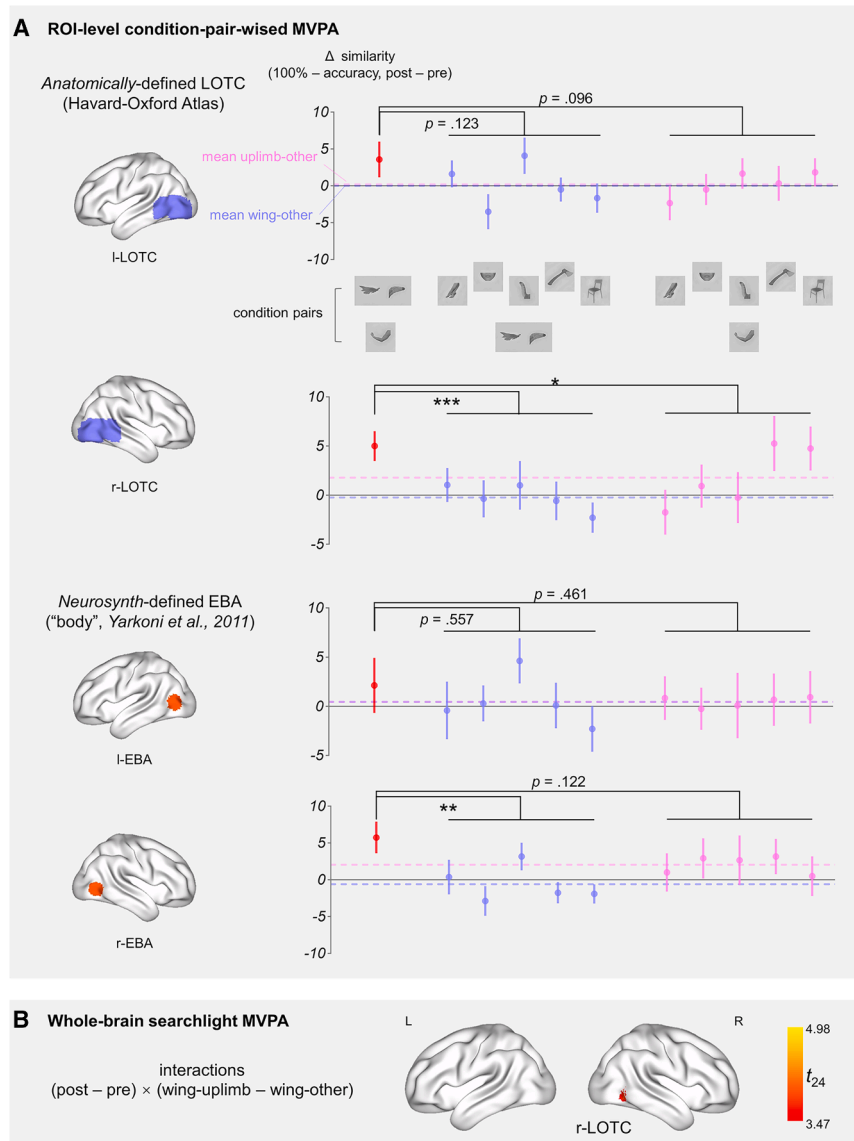 A ROI-level condition-pair-wised MVPA
Δ similarity
(100% – accuracy, post – pre)
Anatomically-defined LOTC
(Havard-Oxford Atlas)
10
5
0
-5
-10
p = .096
p = .123
mean uplimb-other
mean wing-other
l-LOTC
condition pairs
r-LOTC
10
5
0
-5
*
***
Neurosynth-defined EBA
("body", Yarkoni et al., 2011)
10
5
0
-5
p = .461
p = .557
l-EBA
10
5
0
-5
-10
p = .122
**
r-EBA
B Whole-brain searchlight MVPA
L
R
interactions
(post – pre) × (wing-uplimb – wing-other)
r-LOTC
4.98
t24
3.47